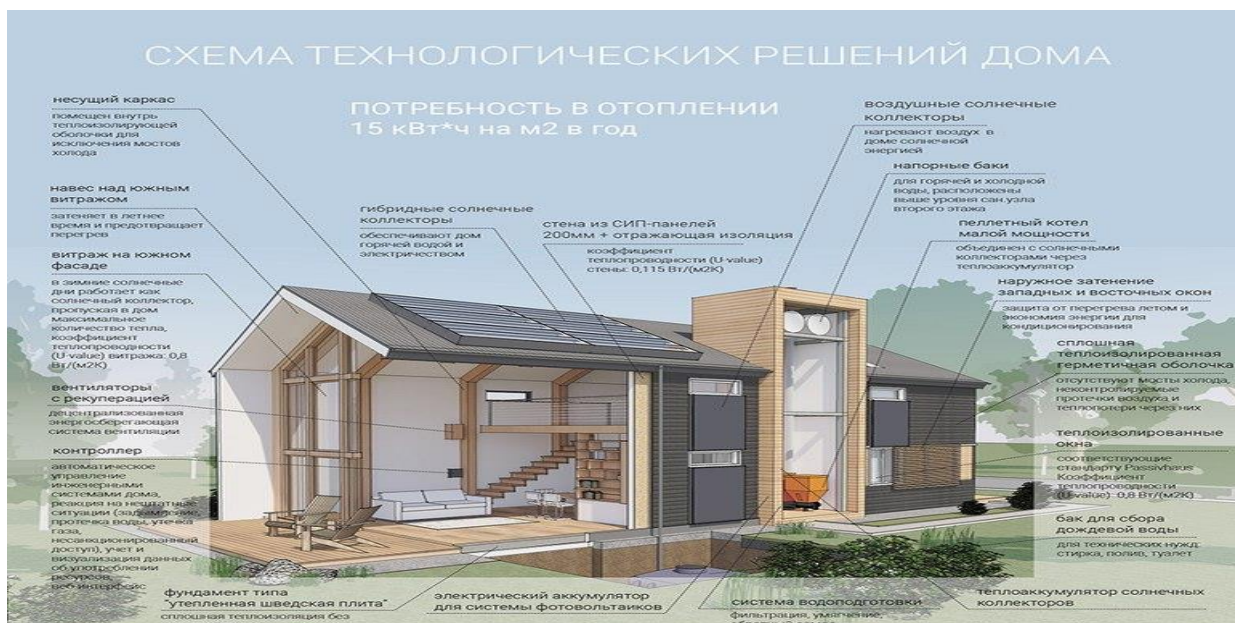 СХЕМА ТЕХНОЛОГИЧЕСКИХ РЕШЕНИЙ ДОМА
ПОТРЕБНОСТЬ В ОТОПЛЕНИИ
15 кВт*ч на м2 в год
несущий каркас
помещен внутрь
теплоизолирующей
оболочки для
исключения мостов
холода
навес над южным
витражом
затеняет в летнее
время и предотвращает
перегрев
витраж на южном
фасаде
в зимние солнечные
дни работает как
солнечный коллектор,
пропуская в дом
максимальное
количество тепла,
коэффициент
теплопроводности
(U-value) витража: 0,8
Вт/(м2К)
вентиляторы
с рекуперацией
децентрализованная
энергосберегающая
система вентиляции
контроллер
автоматическое
управление
инженерными
системами дома,
реакция на нештатные
ситуации (задымление,
протечка воды, утечка
газа,
несанкционированный
доступ), учет и
визуализация данных
об употреблении
ресурсов,
веб-интерфейс
гибридные солнечные
коллекторы
обеспечивают дом
горячей водой и
электричеством
стена из СИП-панелей
200мм + отражающая изоляция
коэффициент
теплопроводности (U-value)
стены: 0,115 Вт/(м2К)
воздушные солнечные
коллекторы
нагревают воздух в
доме солнечной
энергией
напорные баки
для горячей и холодной
воды, расположены
выше уровня сан.узла
второго этажа
пеллетный котел
малой мощности
объединен с солнечными
коллекторами через
теплоаккумулятор
наружное затенение
западных и восточных окон
защита от перегрева летом и
экономия энергии для
кондиционирования
сплошная
теплоизолированная
герметичная оболочка
отсутствуют мосты холода,
неконтролируемые
протечки воздуха и
теплопотери через них
теплоизолированные
окна
соответствующие
стандарту Passivhaus
Коэффициент
теплопроводности
(U-value): 0,8 Вт/(м2К)
бак для сбора
дождевой воды
для технических нужд:
стирка, полив, туалет
фундамент типа
"утепленная шведская плита"
сплошная теплоизоляция без
электрический аккумулятор
для системы фотовольтаиков
система водоподготовки
фильтрация, умягчение,
теплоаккумулятор солнечных
коллекторов